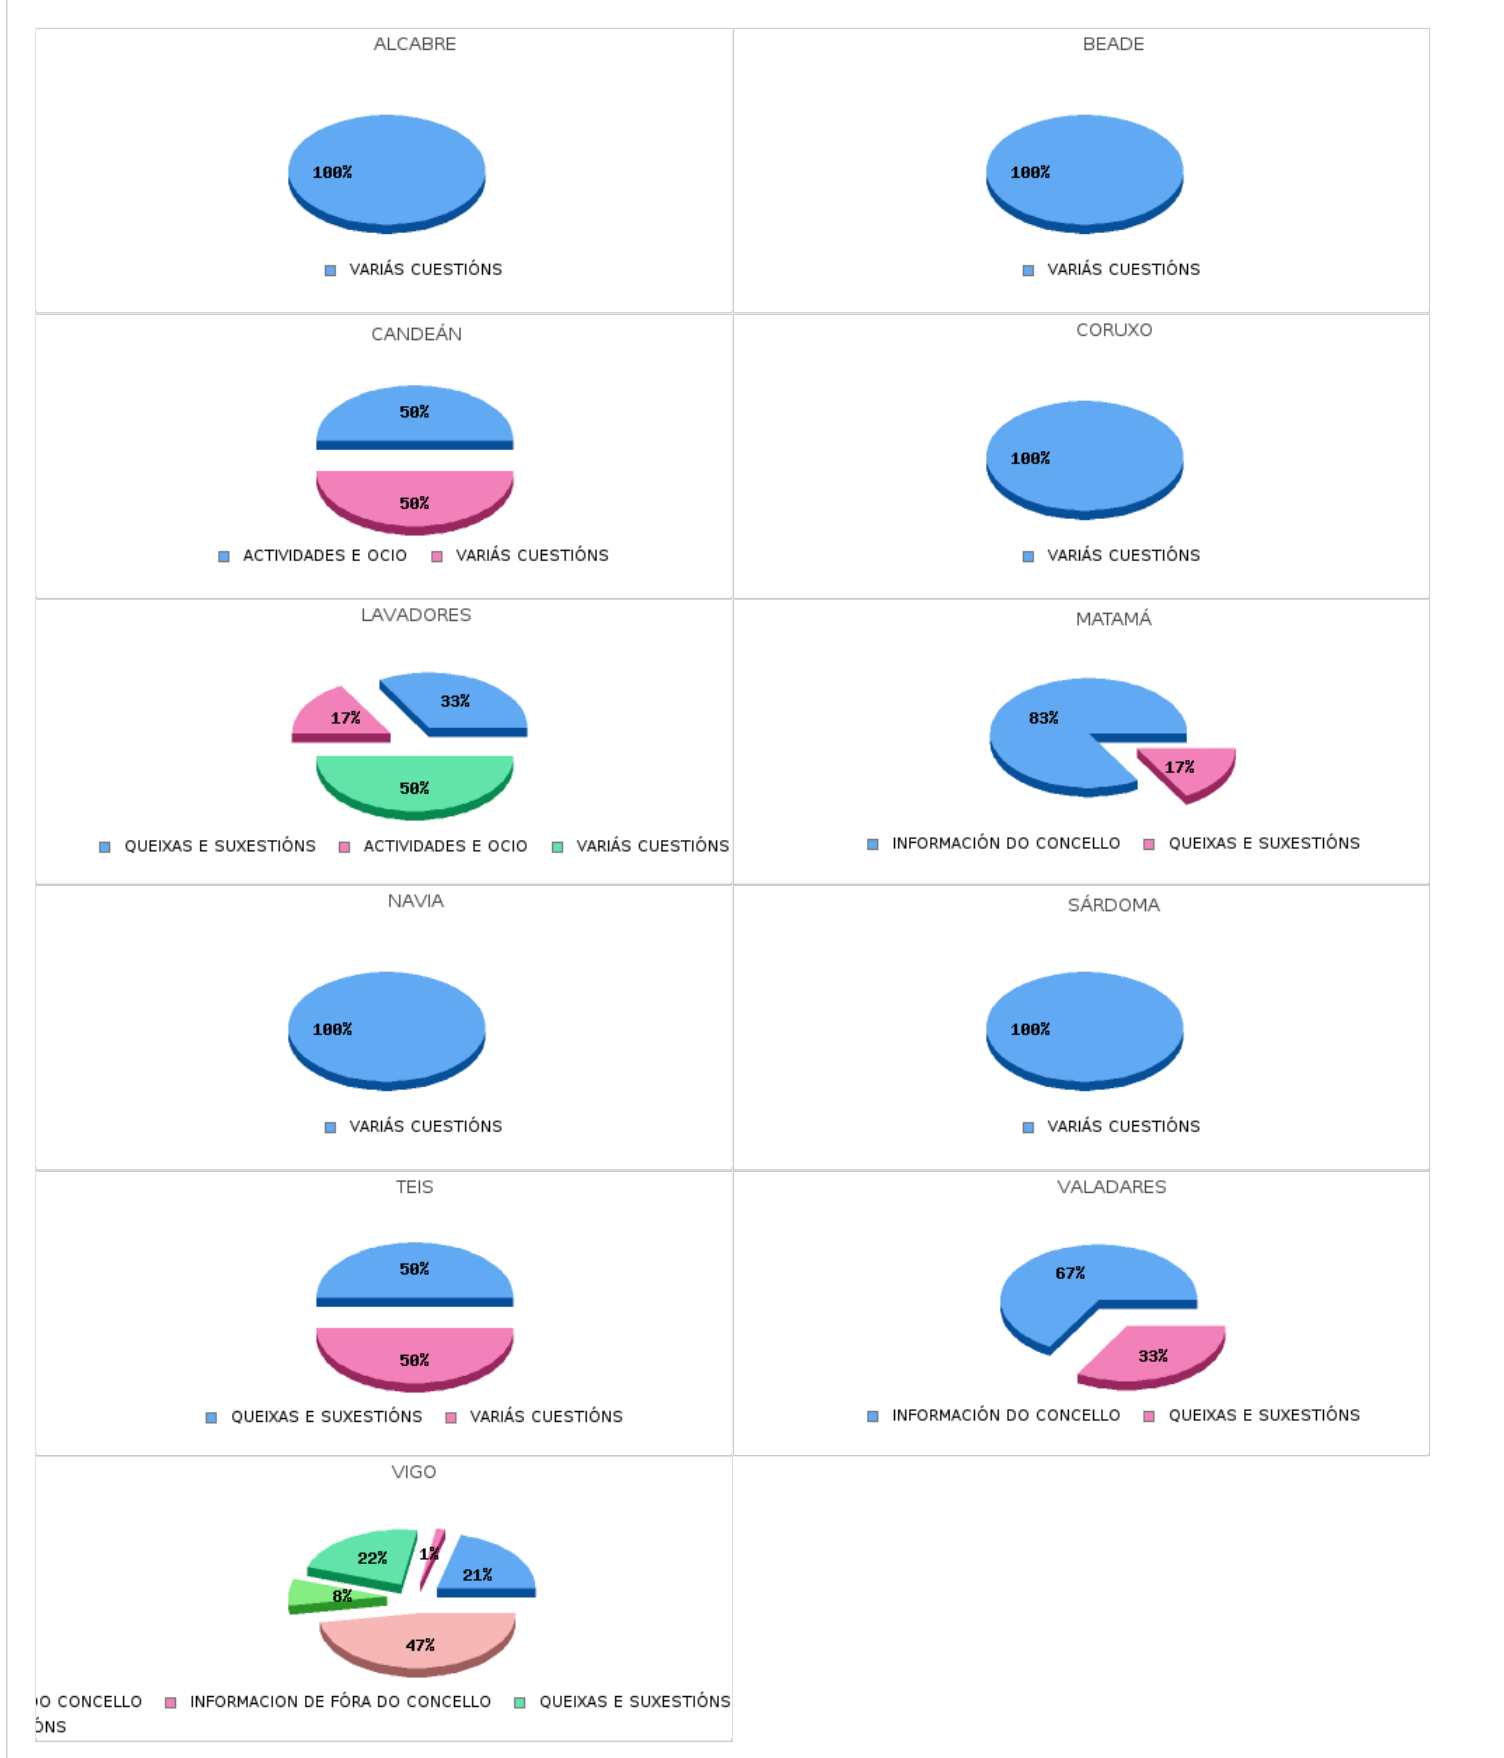 ALCABRE
100%
VARIÁS CUESTIÓNS
BEADE
100%
VARIÁS CUESTIÓNS
CANDEÁN
50%
50%
ACTIVIDADES E OCIO VARIÁS CUESTIÓNS
CORUXO
100%
VARIÁS CUESTIÓNS
LAVADORES
33%
17%
50%
QUEIXAS E SUXESTIÓNS ACTIVIDADES E OCIO VARIÁS CUESTIÓNS
MATAMÁ
83%
17%
INFORMACIÓN DO CONCELLO QUEIXAS E SUXESTIÓNS
NAVIA
100%
VARIÁS CUESTIÓNS
SÁRDOMA
100%
VARIÁS CUESTIÓNS
TEIS
50%
50%
QUEIXAS E SUXESTIÓNS VARIÁS CUESTIÓNS
VALADARES
67%
33%
INFORMACIÓN DO CONCELLO QUEIXAS E SUXESTIÓNS
VIGO
1%
22%
21%
8%
47%
DO CONCELLO INFORMACION DE FÓRA DO CONCELLO QUEIXAS E SUXESTIÓNS
ÓNS